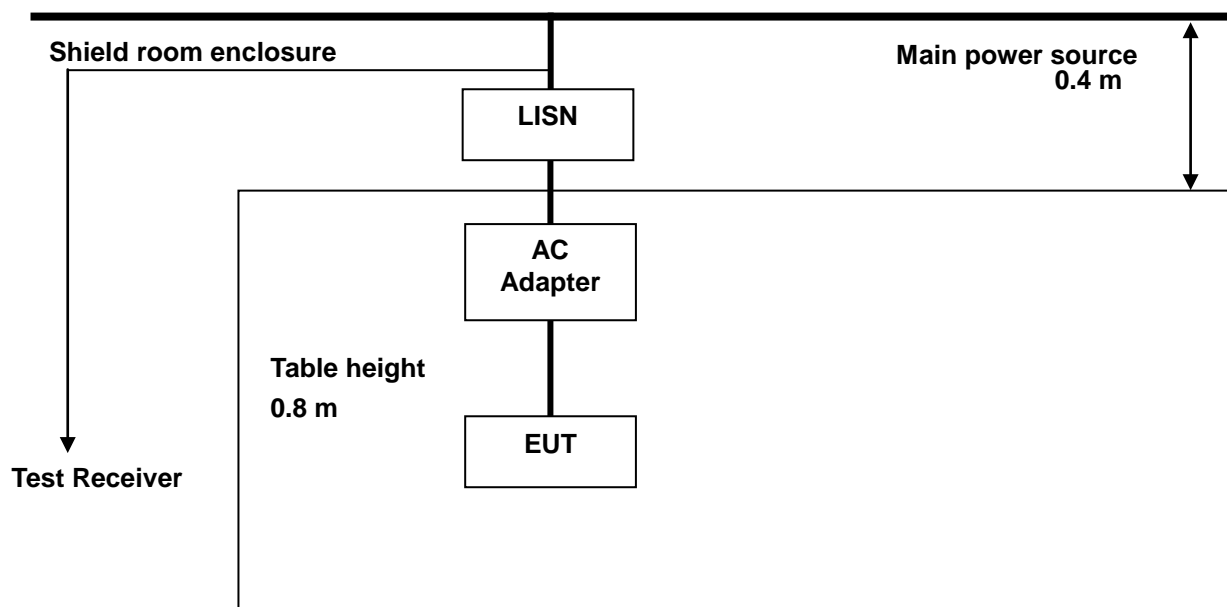 Shield room enclosure
Main power source
0.4 m
LISN
AC
Adapter
Table height
0.8 m
EUT
Test Receiver